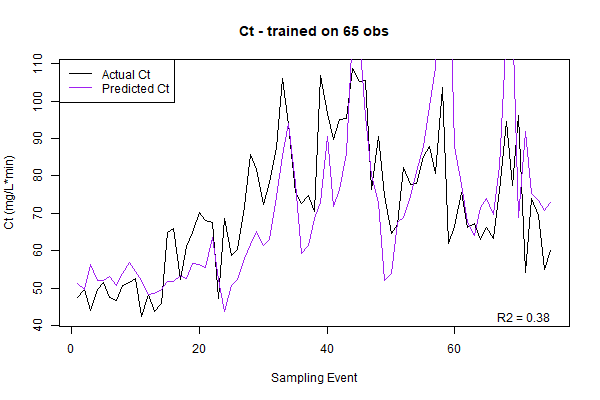 Ct - trained on 65 obs
Actual Ct
Predicted Ct
110
100
90
80
70
60
50
40
Ct (mg/L*min)
R2 = 0.38
0 20 40 60
Sampling Event